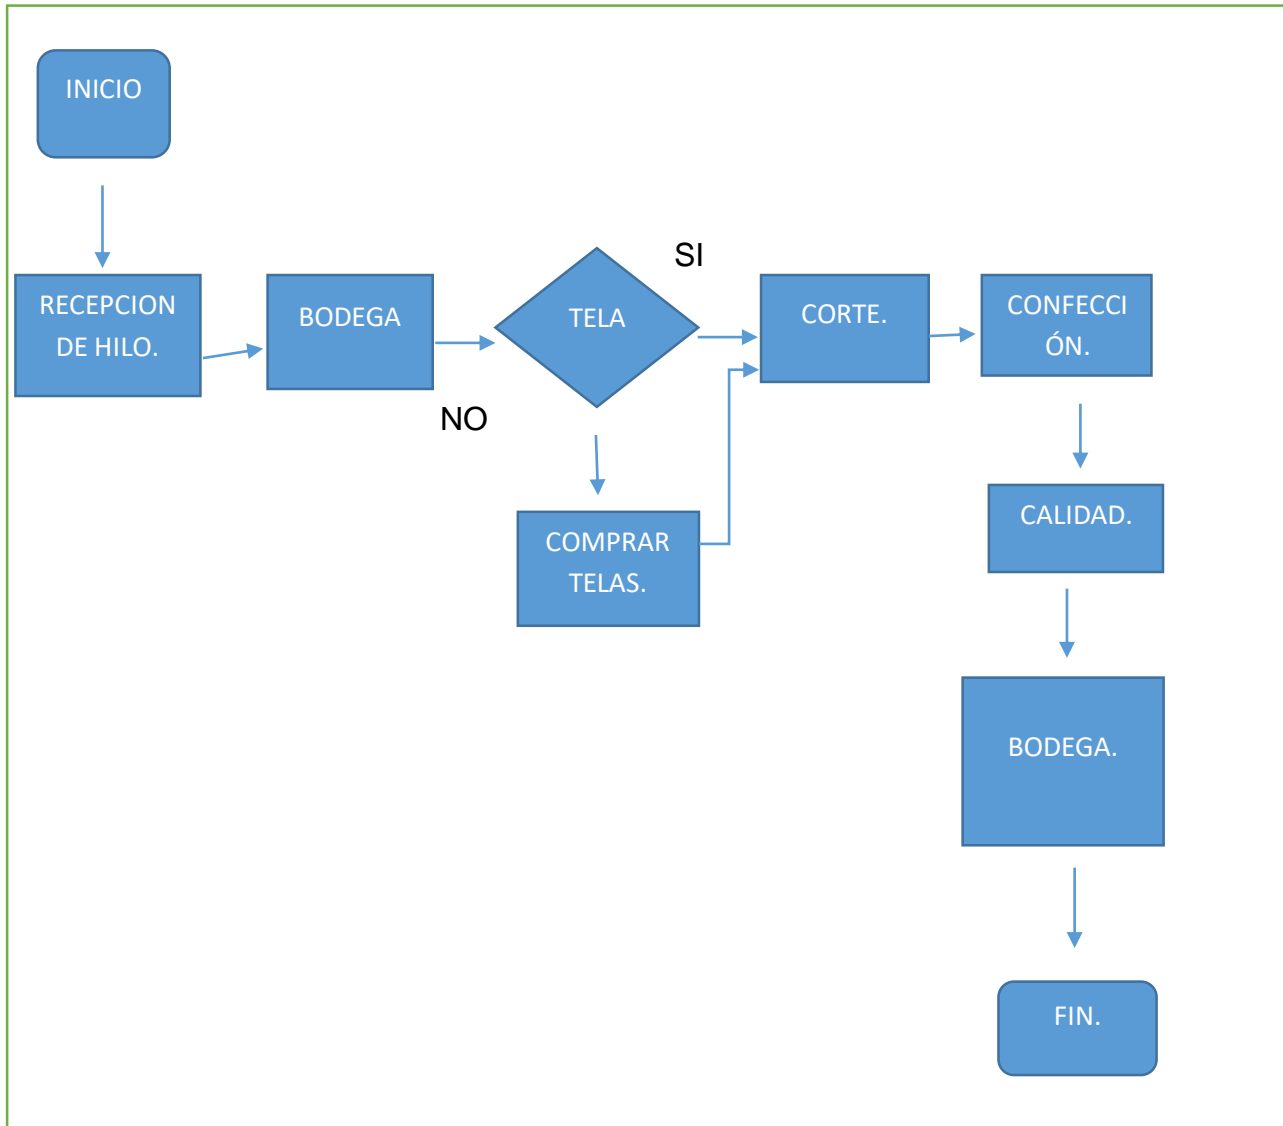 INICIO
RECEPCION
DE HILO.
BODEGA
NO
TELA
SI
COMPRAR
TELAS.
CORTE.
CONFECCI
ÓN.
CALIDAD.
BODEGA.
FIN.